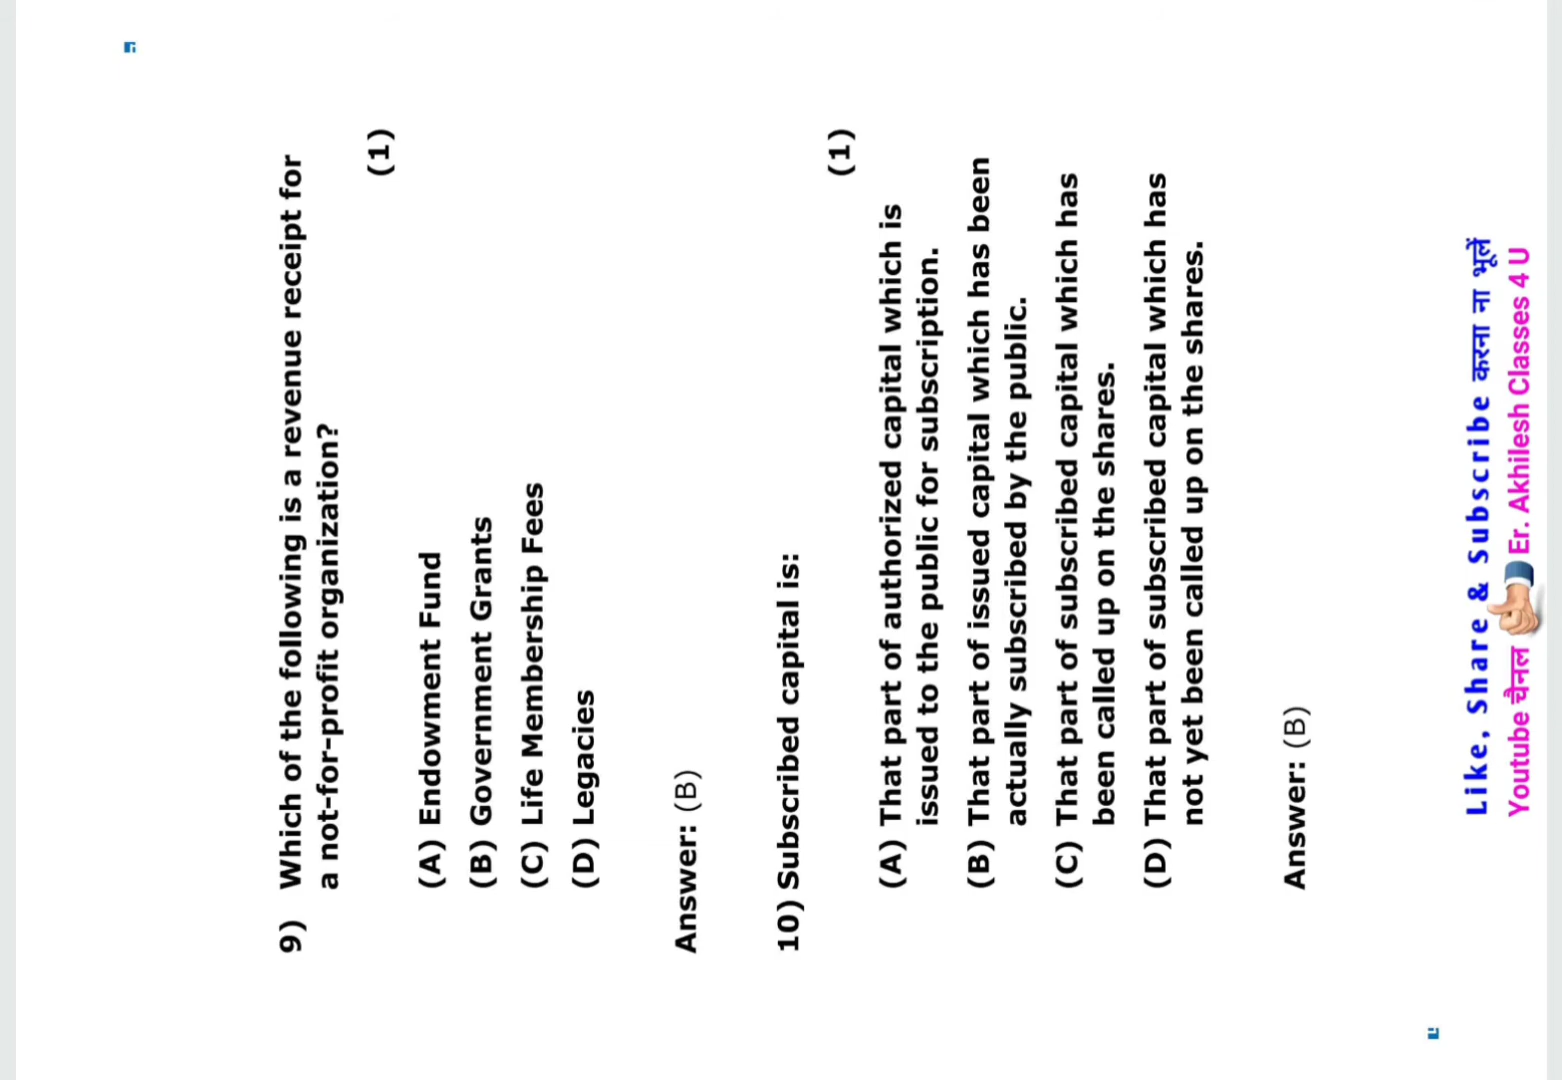 9) Which of the following is a revenue receipt for
a not-for-profit organization?
(1)
(A) Endowment Fund
(B) Government Grants
(C) Life Membership Fees
(D) Legacies
Answer: (B)
10) Subscribed capital is:
(1)
(A) That part of authorized capital which is
issued to the public for subscription.
(B) That part of issued capital which has been
actually subscribed by the public.
(C) That part of subscribed capital which has
been called up on the shares.
(D) That part of subscribed capital which has
not yet been called up on the shares.
Answer: (B)
Like, Share & Subscribe करना ना भूलें
Youtube चैनल Er. Akhilesh Classes 4 U